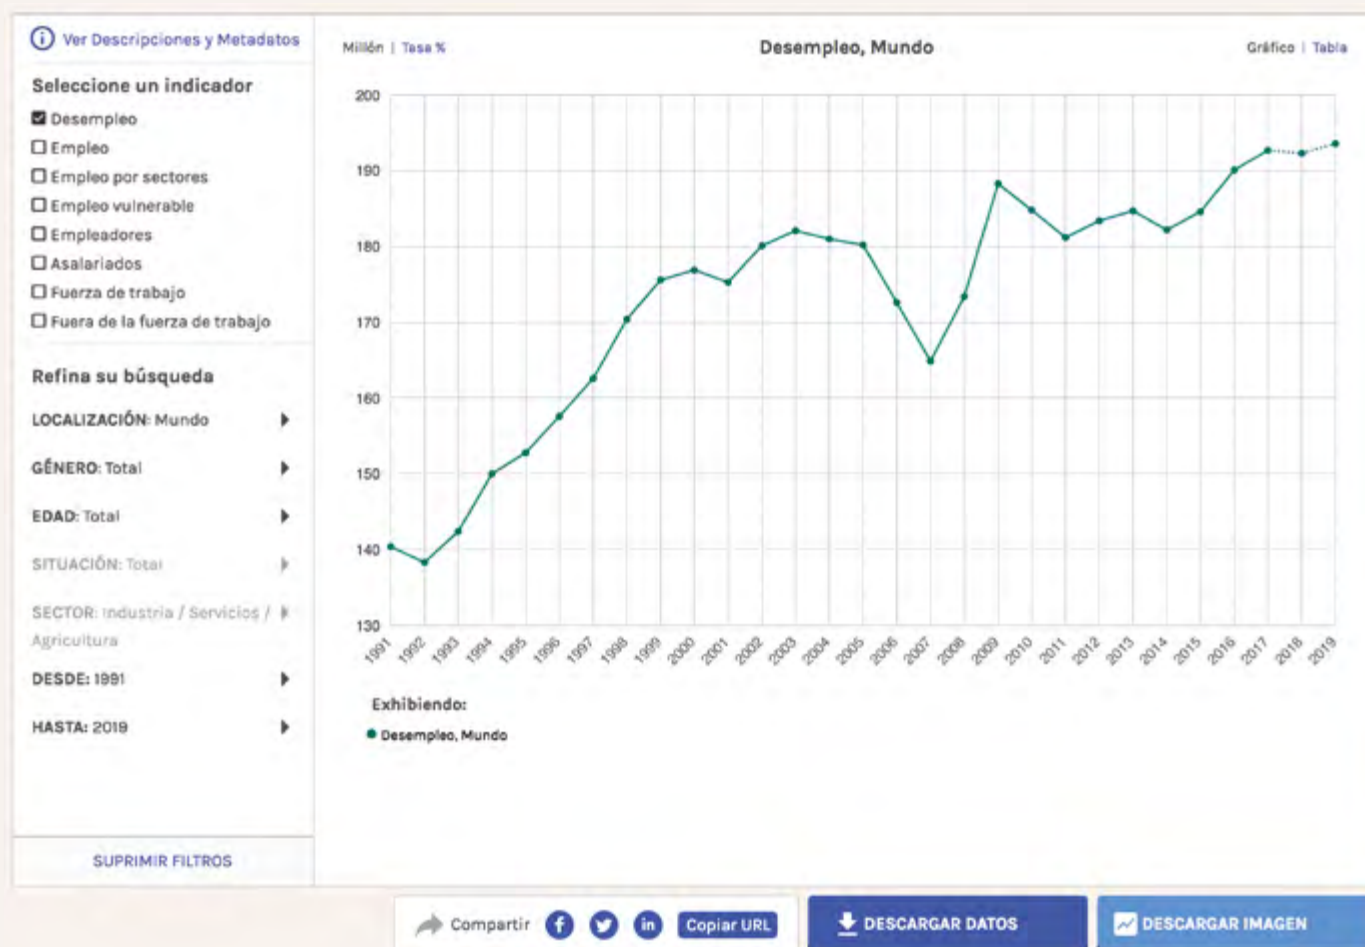 Ver Descripciones y Metadatos
Seleccione un indicador
Desempleo
Empleo
Empleo por sectores
Empleo vulnerable
Empleadores
Asalariados
Fuerza de trabajo
Fuera de la fuerza de trabajo
Refina su búsqueda
LOCALIZACIÓN: Mundo
GÉNERO: Total
EDAD: Total
SITUACIÓN: Total
SECTOR: Industria / Servicios /
Agricultura
DESDE: 1991
HASTA: 2019
SUPRIMIR FILTROS
Millón | Tasa %
Desempleo, Mundo
Gráfico | Tabla
200
190
180
170
160
150
140
130
1991 1992 1993 1994 1995 1996 1997 1998 1999 2000 2001 2002 2003 2004 2005 2006 2007 2008 2009 2010 2011 2012 2013 2014 2015 2016 2017 2018 2019
Exhibiendo:
Desempleo, Mundo
Compartir f in Copiar URL
DESCARGAR DATOS
DESCARGAR IMAGEN